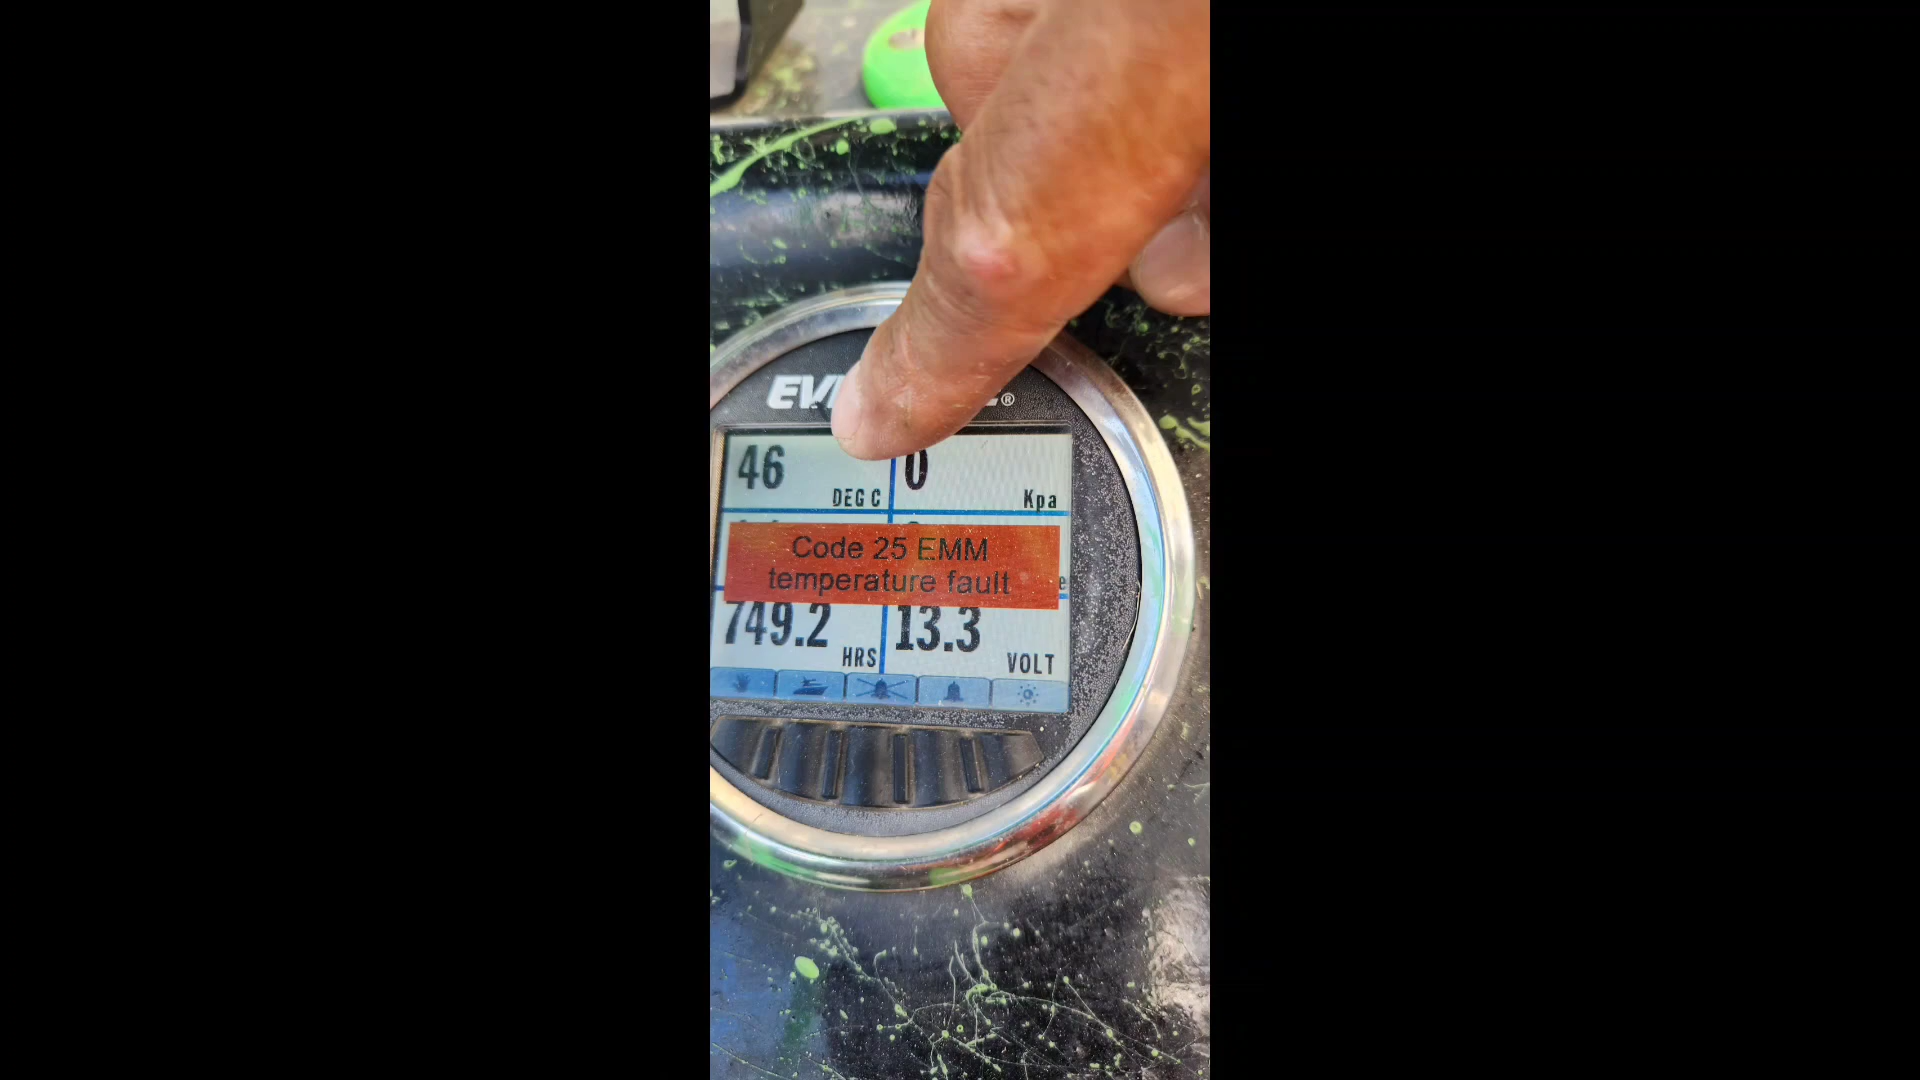 46
DEG C
0
Kpa
Code 25 EMM
temperature fault
749.2
HRS
13.3
VOLT